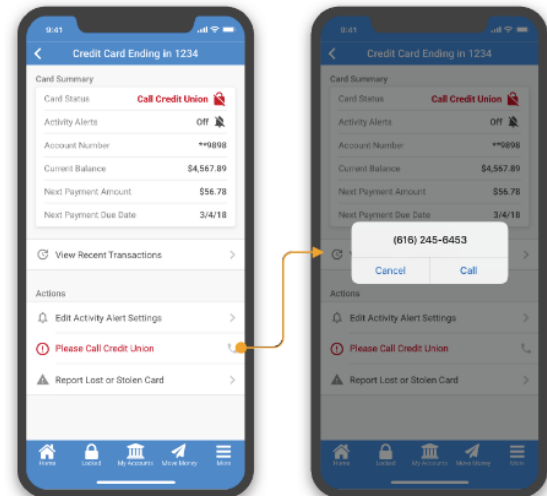 9:41
Credit Card Ending in 1234
Card Summary
Card Status Call Credit Union
Activity Alerts Off
Account Number **9898
Current Balance $4,567.89
Next Payment Amount $56.78
Next Payment Due Date 3/4/18
View Recent Transactions
Actions
Edit Activity Alert Settings
Please Call Credit Union
Report Lost or Stolen Card
Home Locked My Accounts Move Money More
9:41
Credit Card Ending in 1234
Card Summary
Card Status Call Credit Union
Activity Alerts Off
Account Number **9898
Current Balance $4,567.89
Next Payment Amount $56.78
Next Payment Due Date 3/4/18
(616) 245-6453
Cancel Call
Actions
Edit Activity Alert Settings
Please Call Credit Union
Report Lost or Stolen Card
Home Locked My Accounts Move Money More